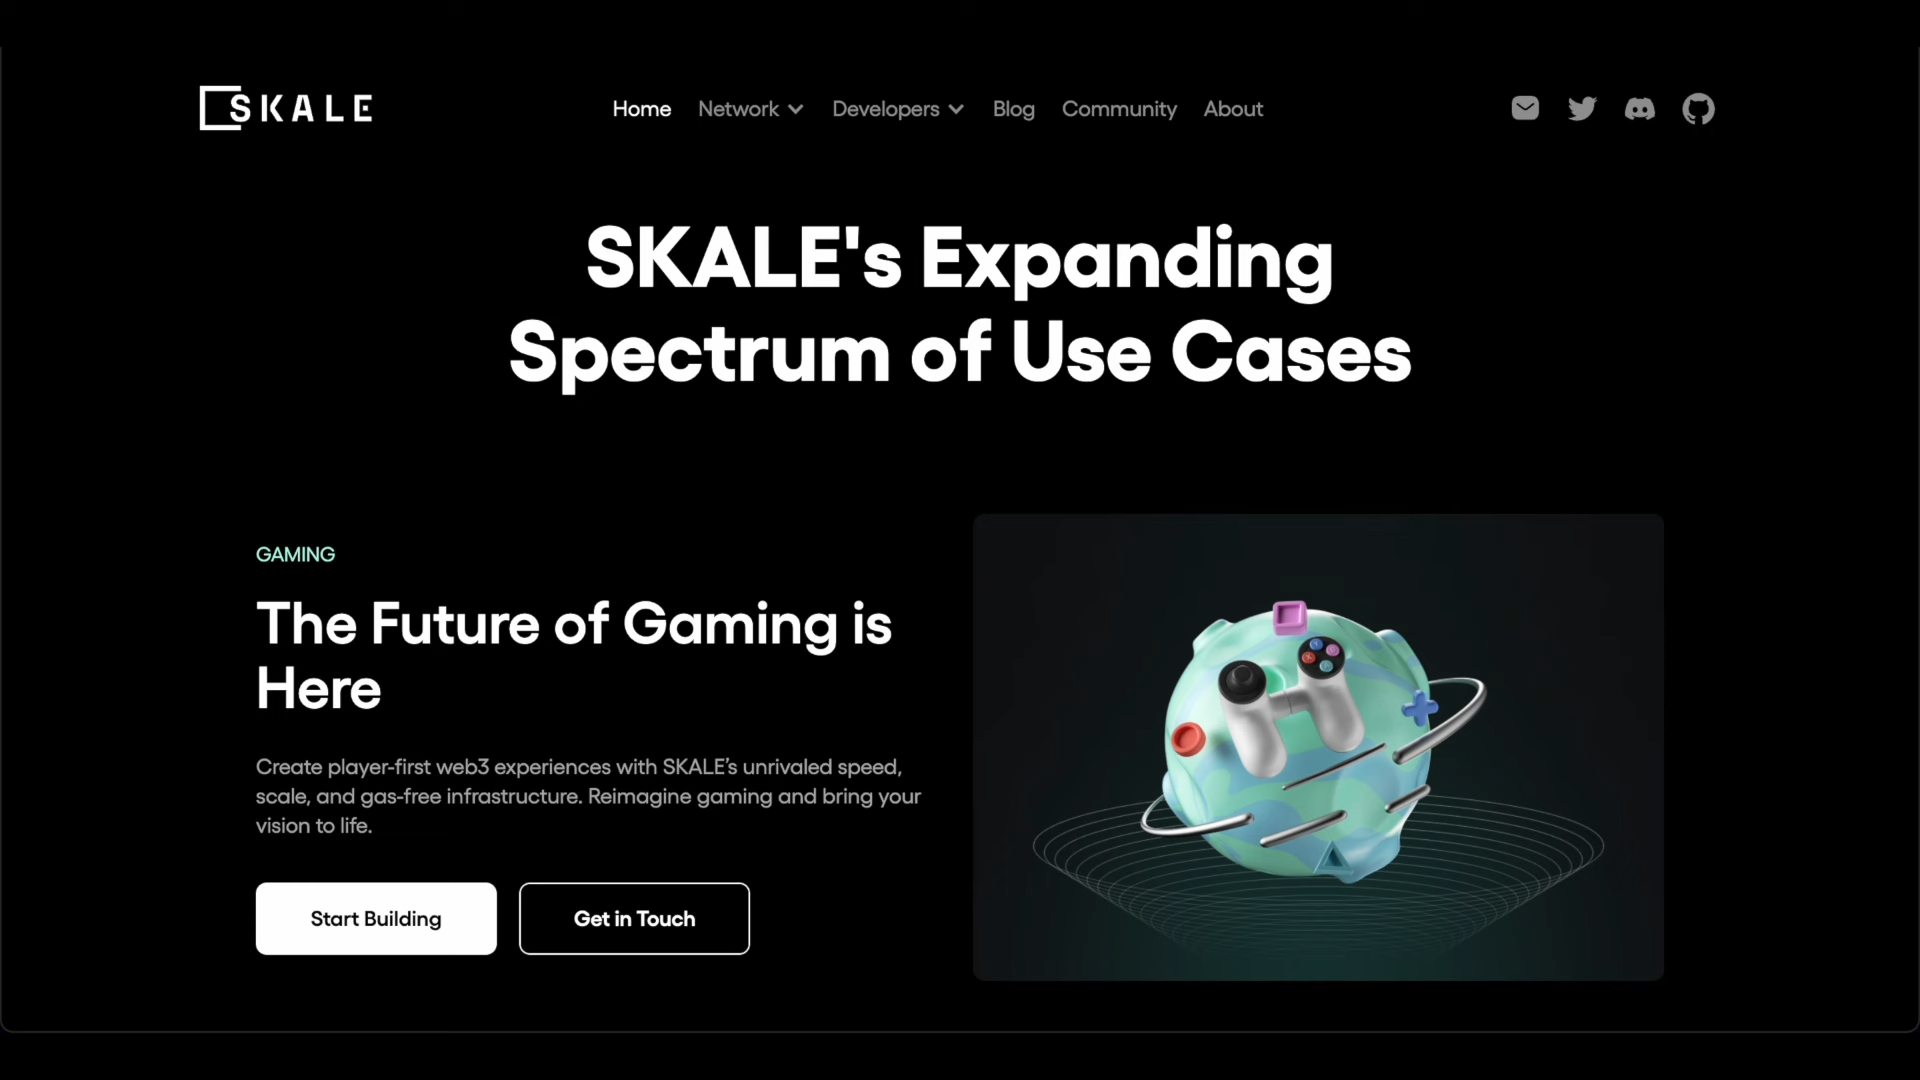 SKALE
Home Network Developers Blog Community About
SKALE's Expanding
Spectrum of Use Cases
GAMING
The Future of Gaming is
Here
Create player-first web3 experiences with SKALE’s unrivaled speed,
scale, and gas-free infrastructure. Reimagine gaming and bring your
vision to life.
Start Building Get in Touch